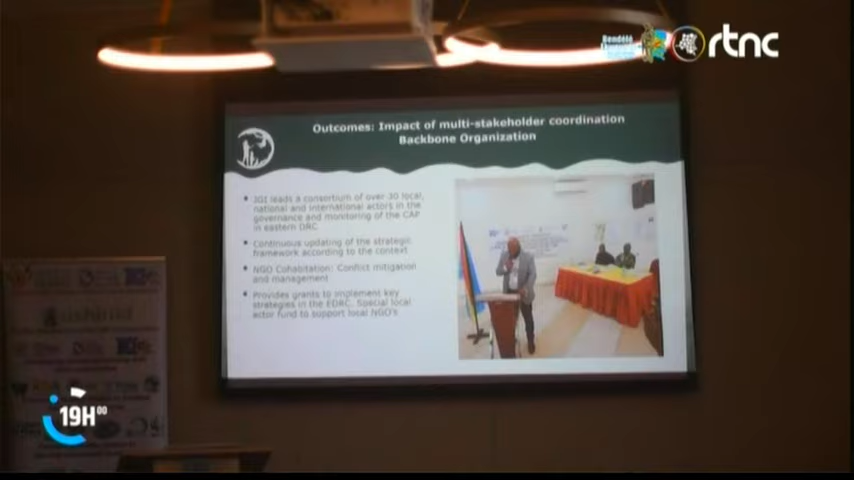 Bendélé
rtnc
Outcomes: Impact of multi-stakeholder coordination
Backbone Organization
• JGI leads a consortium of over 30 local,
national and international actors in the
governance and monitoring of the CAP
in eastern DRC
• Continuous updating of the strategic
framework according to the context
• NGO Cohabitation: Conflict mitigation
and management
• Provides grants to implement key
strategies in the EDRC. Special local
actor fund to support local NGO's
19H00